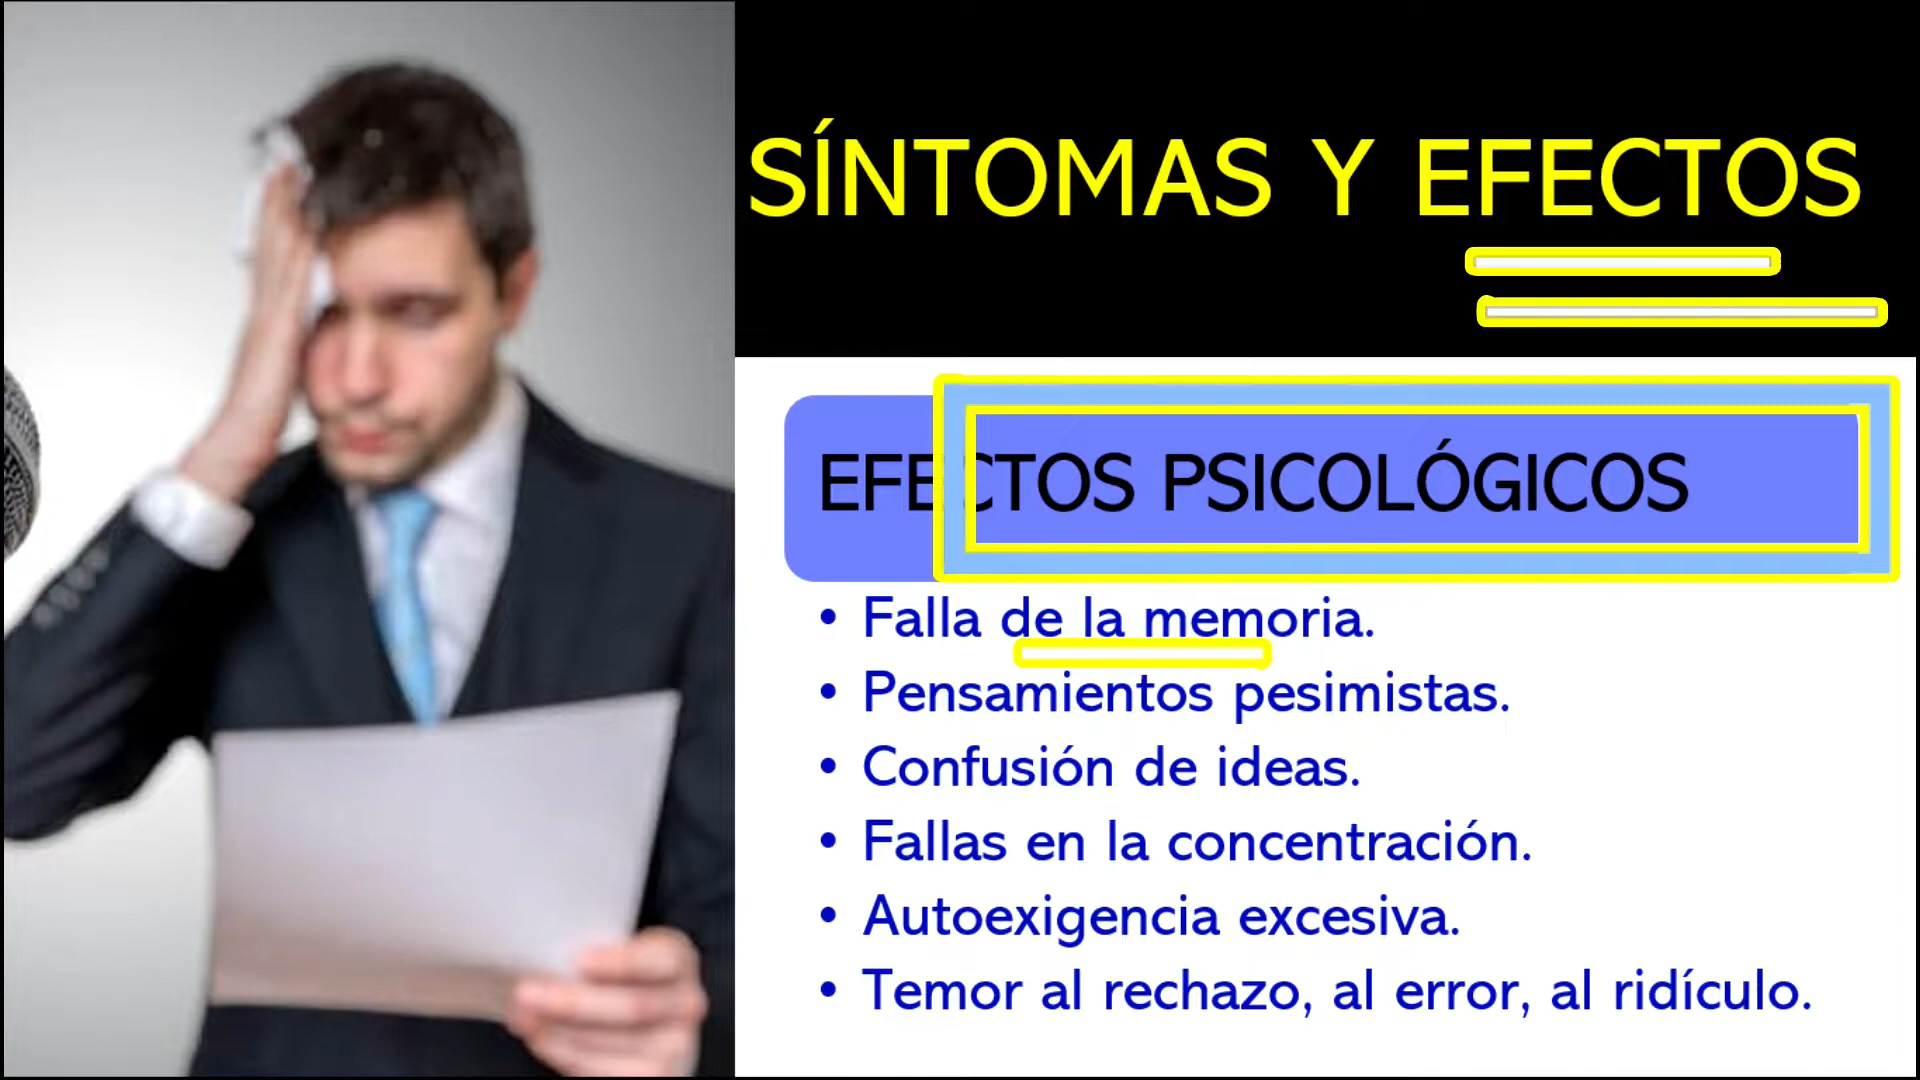 SÍNTOMAS Y EFECTOS
EFECTOS PSICOLÓGICOS
• Falla de la memoria.
• Pensamientos pesimistas.
• Confusión de ideas.
• Fallas en la concentración.
• Autoexigencia excesiva.
• Temor al rechazo, al error, al ridículo.